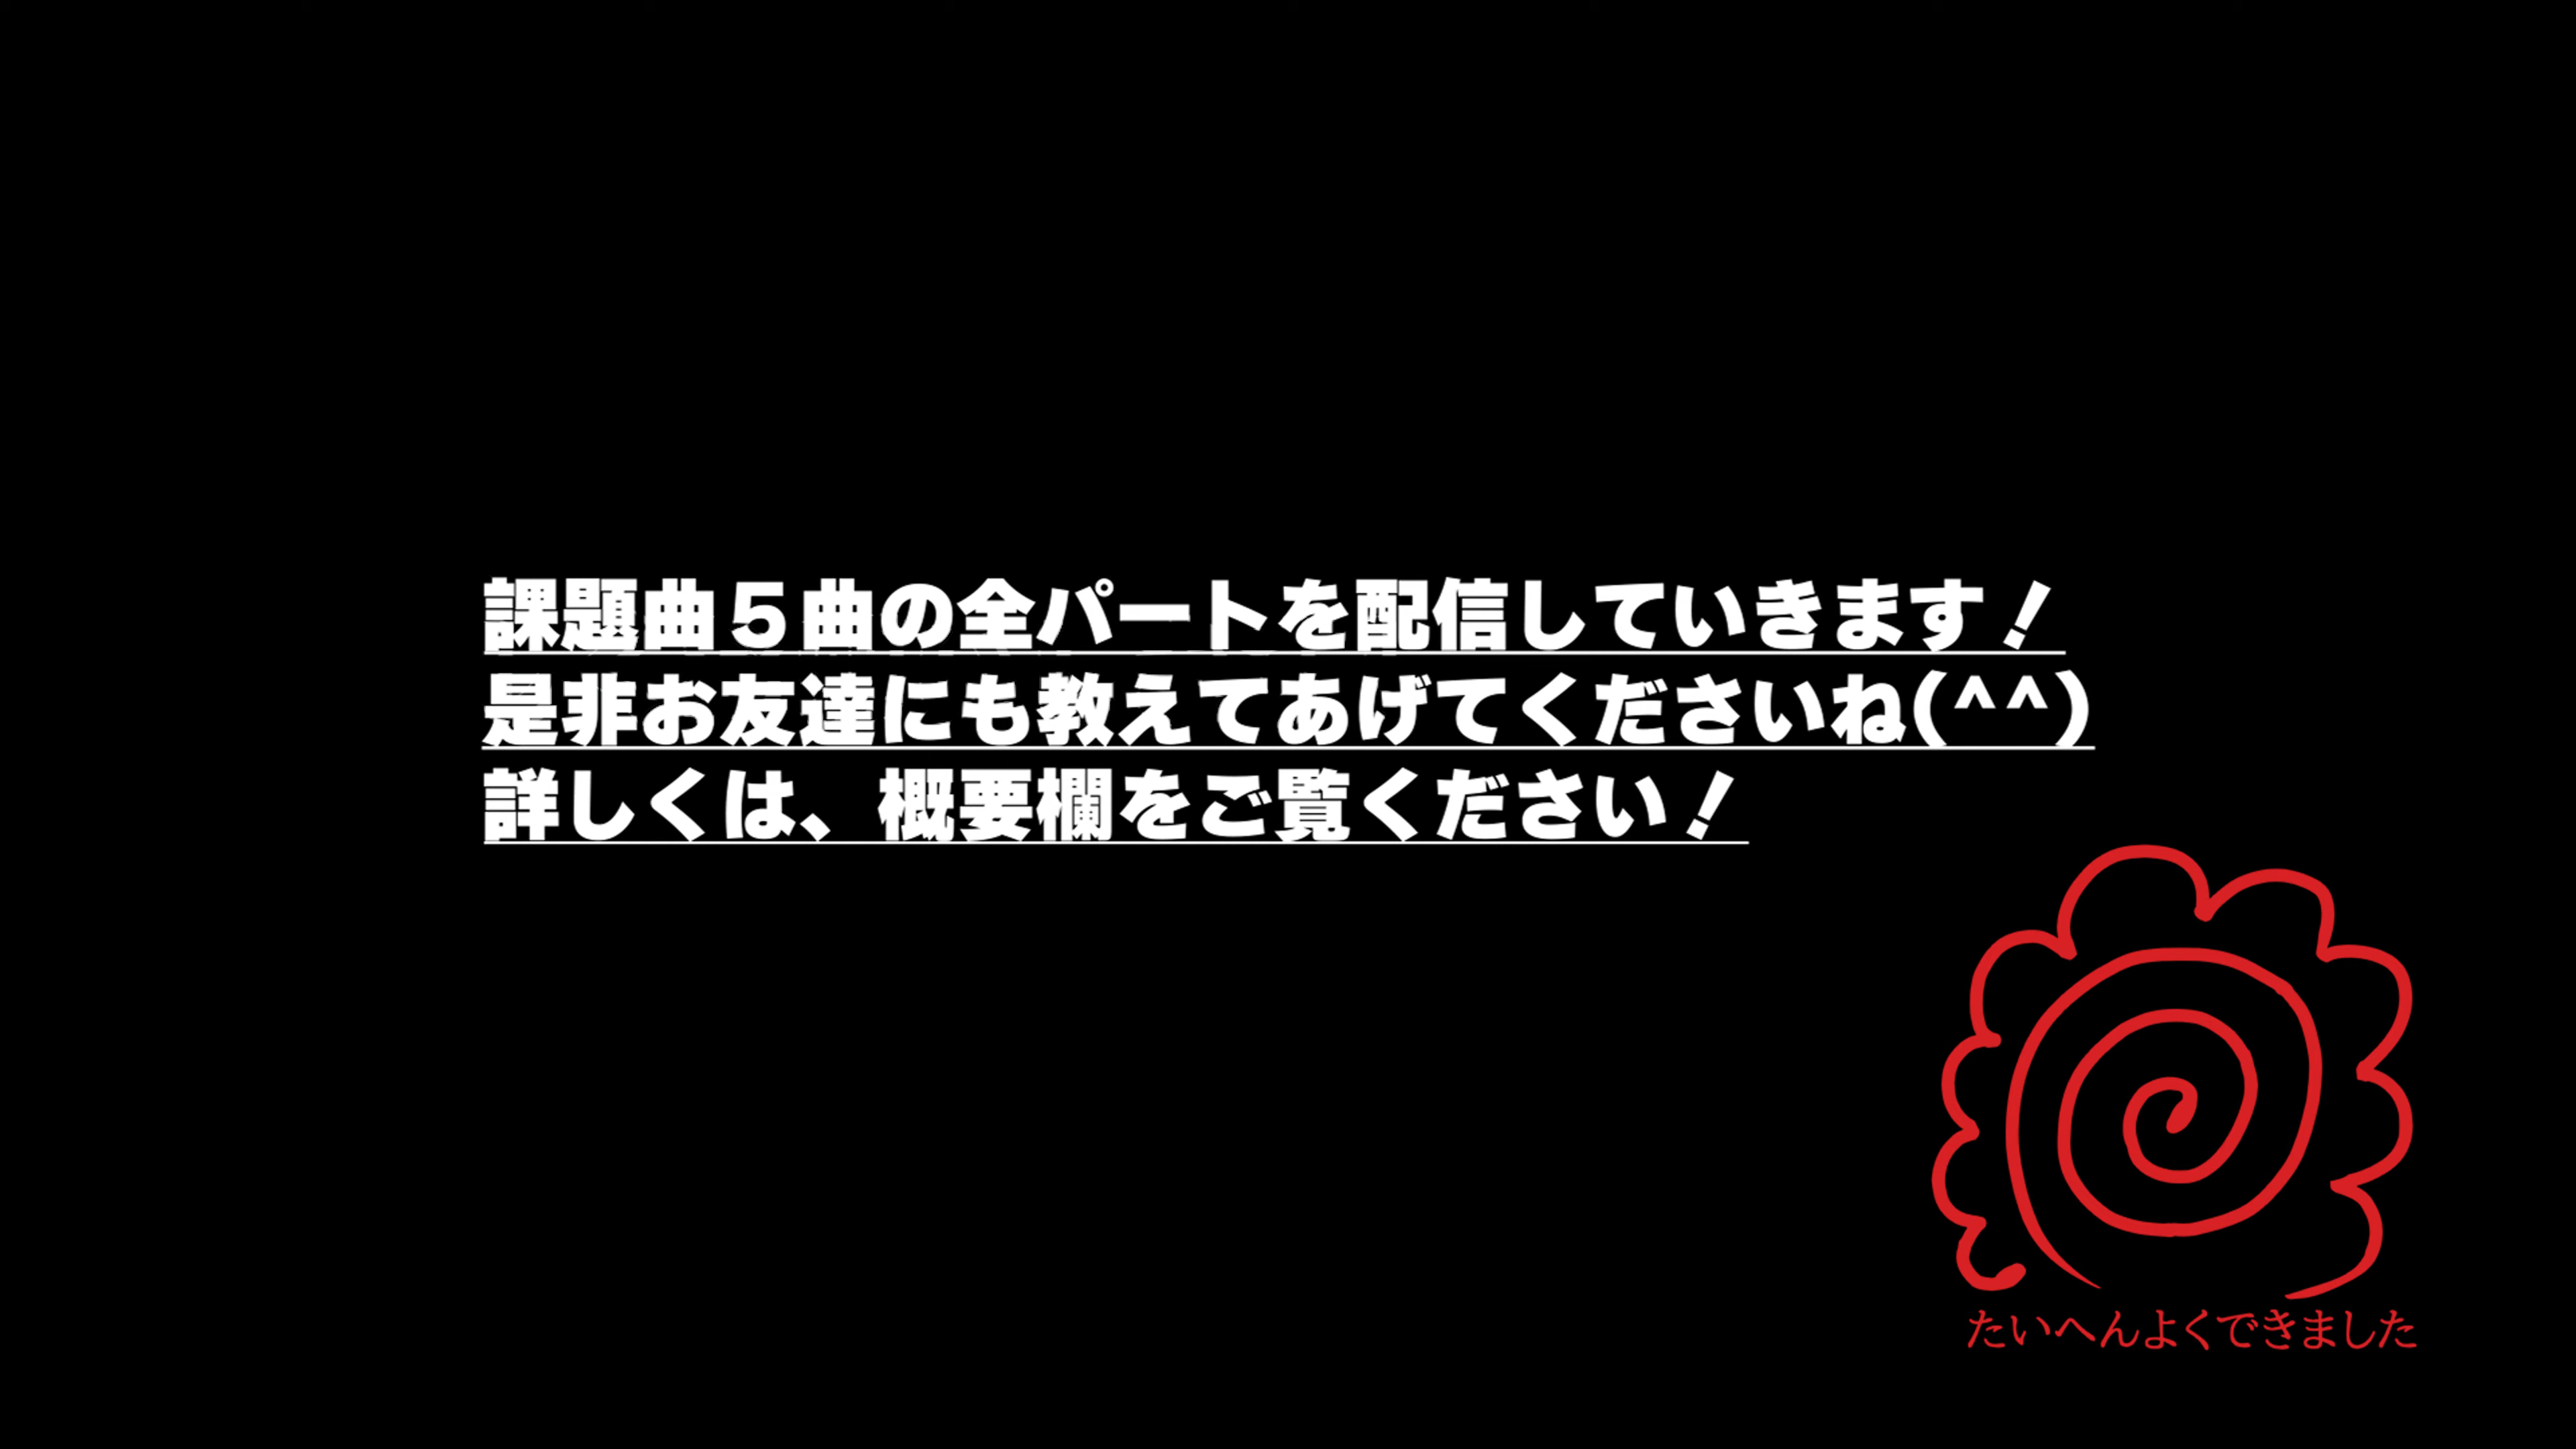 課題曲５曲の全パートを配信していきます！
是非お友達にも教えてあげてくださいね(^^)
詳しくは、概要欄をご覧ください！
たいへんよくできました